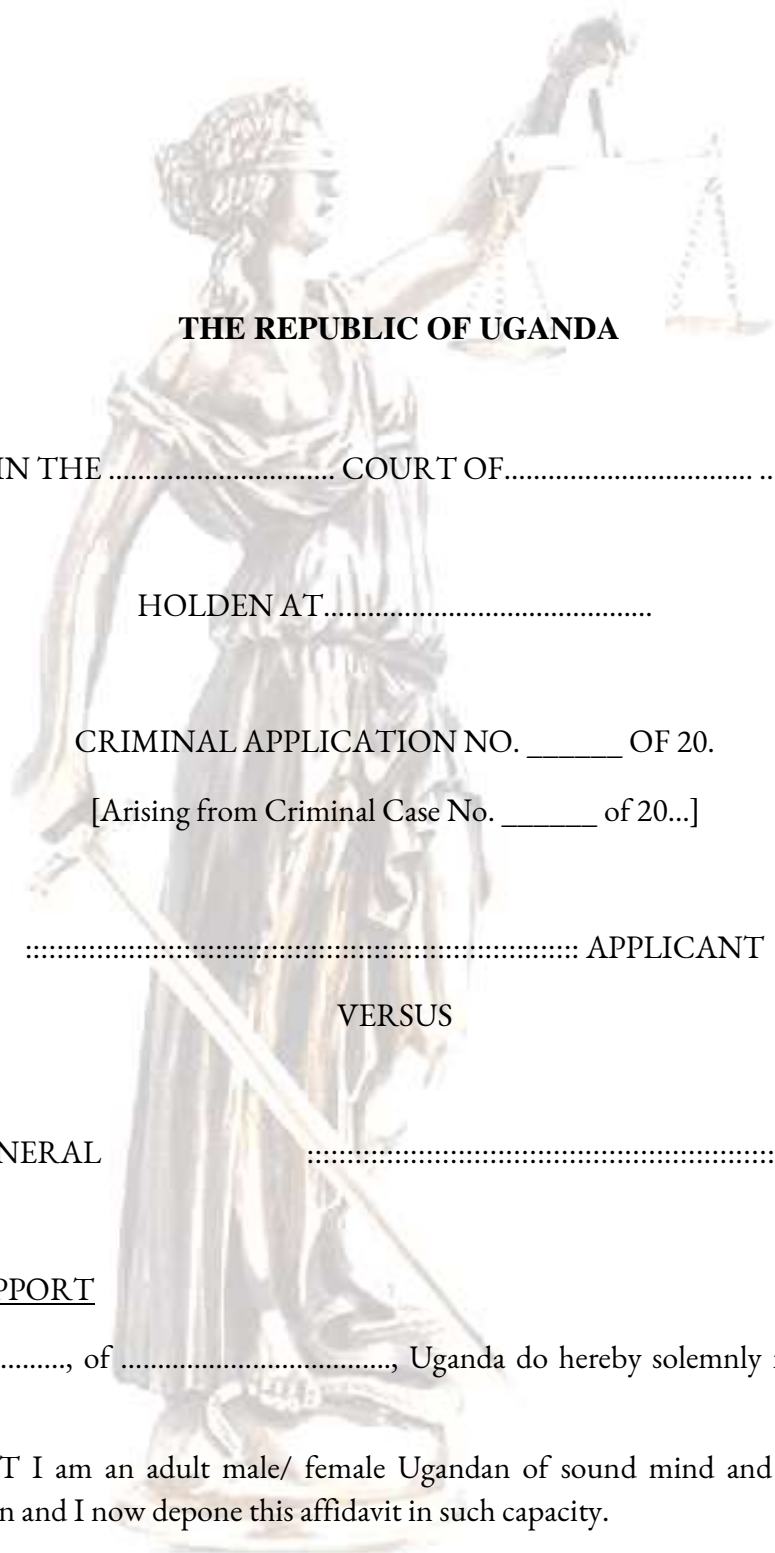 THE REPUBLIC OF UGANDA
IN THE .............................. COURT OF................................. ..
HOLDEN AT............................................
CRIMINAL APPLICATION NO. ______ OF 20.
[Arising from Criminal Case No. ______ of 20...]
::::::::::::::::::::::::::::::::::::::::::::::::::::::::::::::::::::::: APPLICANT
VERSUS
NERAL ::::::::::::::::::::::::::::::::::::::::::::::::::::::::::::
PPORT
........., of ...................................., Uganda do hereby solemnly
T I am an adult male/ female Ugandan of sound mind and
n and I now depone this affidavit in such capacity.